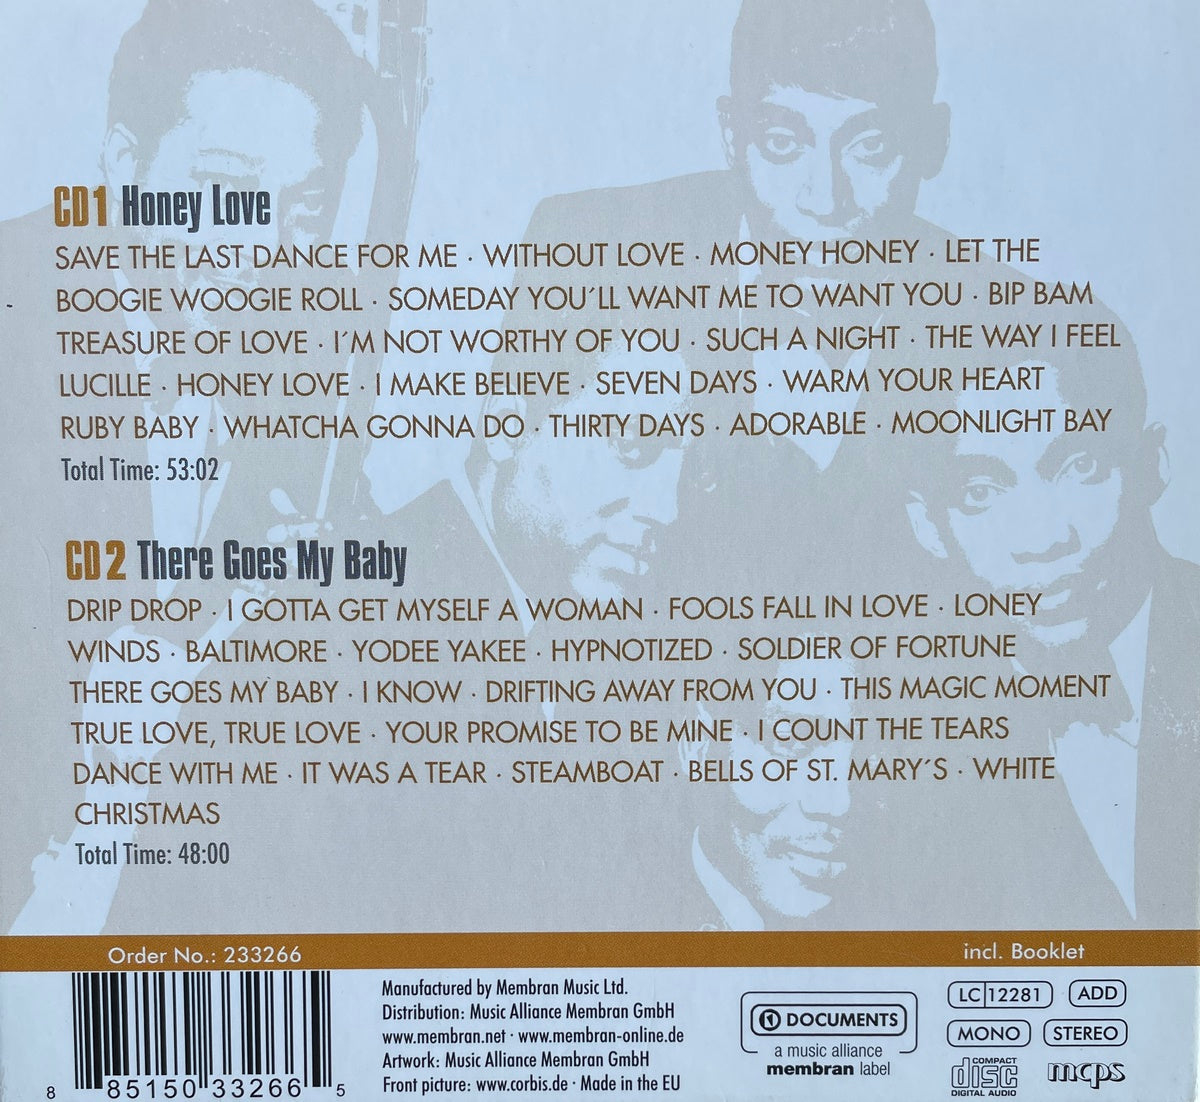 CD1 Honey Love
SAVE THE LAST DANCE FOR ME · WITHOUT LOVE · MONEY HONEY · LET THE
BOOGIE WOOGIE ROLL · SOMEDAY YOU´LL WANT ME TO WANT YOU · BIP BAM
TREASURE OF LOVE · I´M NOT WORTHY OF YOU · SUCH A NIGHT · THE WAY I FEEL
LUCILLE · HONEY LOVE · I MAKE BELIEVE · SEVEN DAYS · WARM YOUR HEART
RUBY BABY · WHATCHA GONNA DO · THIRTY DAYS · ADORABLE · MOONLIGHT BAY
Total Time: 53:02
CD2 There Goes My Baby
DRIP DROP · I GOTTA GET MYSELF A WOMAN · FOOLS FALL IN LOVE · LONEY
WINDS · BALTIMORE · YODEE YAKEE · HYPNOTIZED · SOLDIER OF FORTUNE
THERE GOES MY BABY · I KNOW · DRIFTING AWAY FROM YOU · THIS MAGIC MOMENT
TRUE LOVE, TRUE LOVE · YOUR PROMISE TO BE MINE · I COUNT THE TEARS
DANCE WITH ME · IT WAS A TEAR · STEAMBOAT · BELLS OF ST. MARY´S · WHITE
CHRISTMAS
Total Time: 48:00
Order No.: 233266
incl. Booklet
8 85150 33266 5
Manufactured by Membran Music Ltd.
Distribution: Music Alliance Membran GmbH
www.membran.net · www.membran-online.de
Artwork: Music Alliance Membran GmbH
Front picture: www.corbis.de · Made in the EU
1 DOCUMENTS
a music alliance
membran label
LC 12281
ADD
MONO
STEREO
COMPACT
disc
DIGITAL AUDIO
mcps